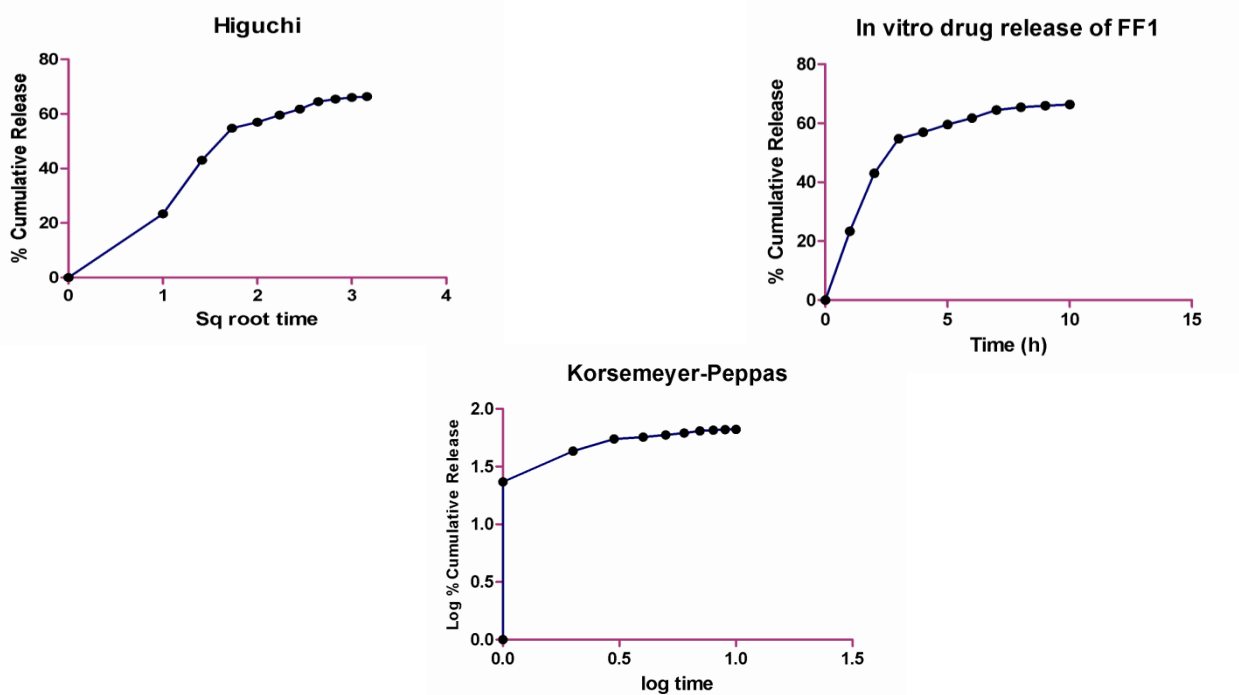 Higuchi
% Cumulative Release
80
60
40
20
0
0 1 2 3 4
Sq root time
In vitro drug release of FF1
% Cumulative Release
80
60
40
20
0
0 5 10 15
Time (h)
Korsemeyer-Peppas
Log % Cumulative Release
2.0
1.5
1.0
0.5
0.0
0.0 0.5 1.0 1.5
log time